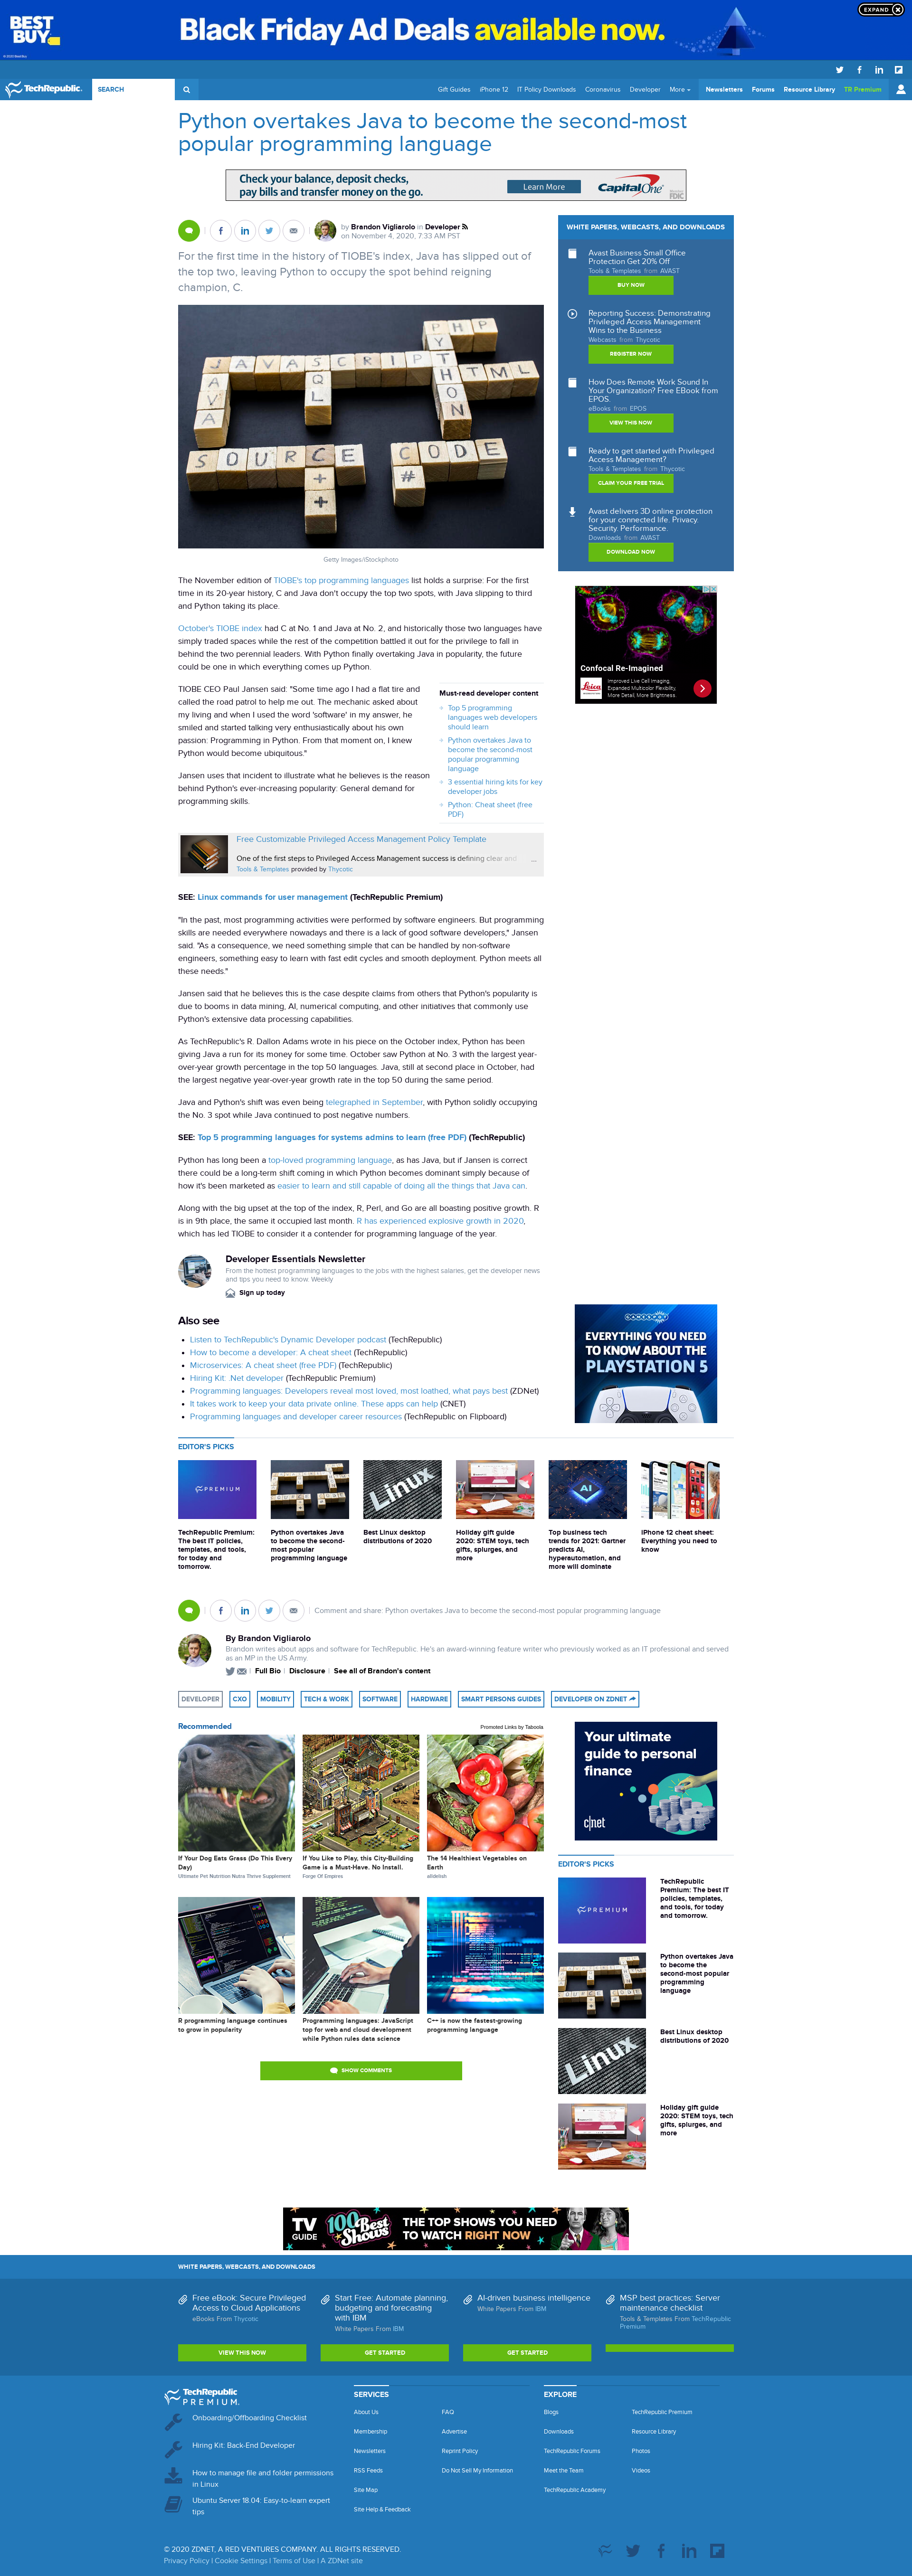 BEST
BUY
Black Friday Ad Deals available now.
EXPAND
TechRepublic.
SEARCH
Gift Guides
iPhone 12
IT Policy Downloads
Coronavirus
Developer
More
Newsletters
Forums
Resource Library
TR Premium
Python overtakes Java to become the second-most
popular programming language
Check your balance, deposit checks,
pay bills and transfer money on the go.
Learn More
Capital One
FDIC
by Brandon Vigliarolo in Developer
on November 4, 2020, 7:33 AM PST
For the first time in the history of TIOBE's index, Java has slipped out of
the top two, leaving Python to occupy the spot behind reigning
champion, C.
JAVA
JAVASCRIPT
SQL
PYTHON
HTML
SOURCE CODE
C++
Getty Images/iStockphoto
The November edition of TIOBE's top programming languages list holds a surprise: For the first
time in its 20-year history, C and Java don't occupy the top two spots, with Java slipping to third
and Python taking its place.
October's TIOBE index had C at No. 1 and Java at No. 2, and historically those two languages have
simply traded spaces while the rest of the competition battled it out for the privilege to fall in
behind the two perennial leaders. With Python finally overtaking Java in popularity, the future
could be one in which everything comes up Python.
TIOBE CEO Paul Jansen said: "Some time ago I had a flat tire and
called the road patrol to help me out. The mechanic asked about
my living and when I used the word 'software' in my answer, he
smiled and started talking very enthusiastically about his own
passion: Programming in Python. From that moment on, I knew
Python would become ubiquitous."
Jansen uses that incident to illustrate what he believes is the reason
behind Python's ever-increasing popularity: General demand for
programming skills.
Must-read developer content
Top 5 programming
languages web developers
should learn
Python overtakes Java to
become the second-most
popular programming
language
3 essential hiring kits for key
developer jobs
Python: Cheat sheet (free
PDF)
Free Customizable Privileged Access Management Policy Template
One of the first steps to Privileged Access Management success is defining clear and ...
Tools & Templates provided by Thycotic
SEE: Linux commands for user management (TechRepublic Premium)
"In the past, most programming activities were performed by software engineers. But programming
skills are needed everywhere nowadays and there is a lack of good software developers," Jansen
said. "As a consequence, we need something simple that can be handled by non-software
engineers, something easy to learn with fast edit cycles and smooth deployment. Python meets all
these needs."
Jansen said that he believes this is the case despite claims from others that Python's popularity is
due to booms in data mining, AI, numerical computing, and other initiatives that commonly use
Python's extensive data processing capabilities.
As TechRepublic's R. Dallon Adams wrote in his piece on the October index, Python has been
giving Java a run for its money for some time. October saw Python at No. 3 with the largest year-
over-year growth percentage in the top 50 languages. Java, still at second place in October, had
the largest negative year-over-year growth rate in the top 50 during the same period.
Java and Python's shift was even being telegraphed in September, with Python solidly occupying
the No. 3 spot while Java continued to post negative numbers.
SEE: Top 5 programming languages for systems admins to learn (free PDF) (TechRepublic)
Python has long been a top-loved programming language, as has Java, but if Jansen is correct
there could be a long-term shift coming in which Python becomes dominant simply because of
how it's been marketed as easier to learn and still capable of doing all the things that Java can.
Along with the big upset at the top of the index, R, Perl, and Go are all boasting positive growth. R
is in 9th place, the same it occupied last month. R has experienced explosive growth in 2020,
which has led TIOBE to consider it a contender for programming language of the year.
Developer Essentials Newsletter
From the hottest programming languages to the jobs with the highest salaries, get the developer news
and tips you need to know. Weekly
Sign up today
Also see
Listen to TechRepublic's Dynamic Developer podcast (TechRepublic)
How to become a developer: A cheat sheet (TechRepublic)
Microservices: A cheat sheet (free PDF) (TechRepublic)
Hiring Kit: .Net developer (TechRepublic Premium)
Programming languages: Developers reveal most loved, most loathed, what pays best (ZDNet)
It takes work to keep your data private online. These apps can help (CNET)
Programming languages and developer career resources (TechRepublic on Flipboard)
WHITE PAPERS, WEBCASTS, AND DOWNLOADS
Avast Business Small Office
Protection Get 20% Off
Tools & Templates from AVAST
BUY NOW
Reporting Success: Demonstrating
Privileged Access Management
Wins to the Business
Webcasts from Thycotic
REGISTER NOW
How Does Remote Work Sound In
Your Organization? Free EBook from
EPOS.
eBooks from EPOS
VIEW THIS NOW
Ready to get started with Privileged
Access Management?
Tools & Templates from Thycotic
CLAIM YOUR FREE TRIAL
Avast delivers 3D online protection
for your connected life. Privacy.
Security. Performance.
Downloads from AVAST
DOWNLOAD NOW
Confocal Re-Imagined
Leica
Improved Live Cell Imaging.
Expanded Multicolor Flexibility.
More Detail. More Brightness.
EVERYTHING YOU NEED
TO KNOW ABOUT THE
PLAYSTATION 5
EDITOR'S PICKS
PREMIUM
Linux
AI
TechRepublic Premium:
The best IT policies,
templates, and tools,
for today and
tomorrow.
Python overtakes Java
to become the second-
most popular
programming language
Best Linux desktop
distributions of 2020
Holiday gift guide
2020: STEM toys, tech
gifts, splurges, and
more
Top business tech
trends for 2021: Gartner
predicts AI,
hyperautomation, and
more will dominate
iPhone 12 cheat sheet:
Everything you need to
know
Comment and share: Python overtakes Java to become the second-most popular programming language
By Brandon Vigliarolo
Brandon writes about apps and software for TechRepublic. He's an award-winning feature writer who previously worked as an IT professional and served
as an MP in the US Army.
Full Bio
Disclosure
See all of Brandon's content
DEVELOPER
CXO
MOBILITY
TECH & WORK
SOFTWARE
HARDWARE
SMART PERSONS GUIDES
DEVELOPER ON ZDNET
Recommended
Promoted Links by Taboola
If Your Dog Eats Grass (Do This Every
Day)
Ultimate Pet Nutrition Nutra Thrive Supplement
If You Like to Play, this City-Building
Game is a Must-Have. No Install.
Forge Of Empires
The 14 Healthiest Vegetables on
Earth
alldelish
R programming language continues
to grow in popularity
Programming languages: JavaScript
top for web and cloud development
while Python rules data science
C++ is now the fastest-growing
programming language
SHOW COMMENTS
Your ultimate
guide to personal
finance
c|net
EDITOR'S PICKS
PREMIUM
TechRepublic
Premium: The best IT
policies, templates,
and tools, for today
and tomorrow.
Python overtakes Java
to become the
second-most popular
programming
language
Linux
Best Linux desktop
distributions of 2020
Holiday gift guide
2020: STEM toys, tech
gifts, splurges, and
more
TV
GUIDE
100 Best Shows
THE TOP SHOWS YOU NEED
TO WATCH RIGHT NOW
WHITE PAPERS, WEBCASTS, AND DOWNLOADS
Free eBook: Secure Privileged
Access to Cloud Applications
eBooks From Thycotic
VIEW THIS NOW
Start Free: Automate planning,
budgeting and forecasting
with IBM
White Papers From IBM
GET STARTED
AI-driven business intelligence
White Papers From IBM
GET STARTED
MSP best practices: Server
maintenance checklist
Tools & Templates From TechRepublic
Premium
TechRepublic
PREMIUM.
Onboarding/Offboarding Checklist
Hiring Kit: Back-End Developer
How to manage file and folder permissions
in Linux
Ubuntu Server 18.04: Easy-to-learn expert
tips
SERVICES
About Us
FAQ
Membership
Advertise
Newsletters
Reprint Policy
RSS Feeds
Do Not Sell My Information
Site Map
Site Help & Feedback
EXPLORE
Blogs
TechRepublic Premium
Downloads
Resource Library
TechRepublic Forums
Photos
Meet the Team
Videos
TechRepublic Academy
© 2020 ZDNET, A RED VENTURES COMPANY. ALL RIGHTS RESERVED.
Privacy Policy | Cookie Settings | Terms of Use | A ZDNet site